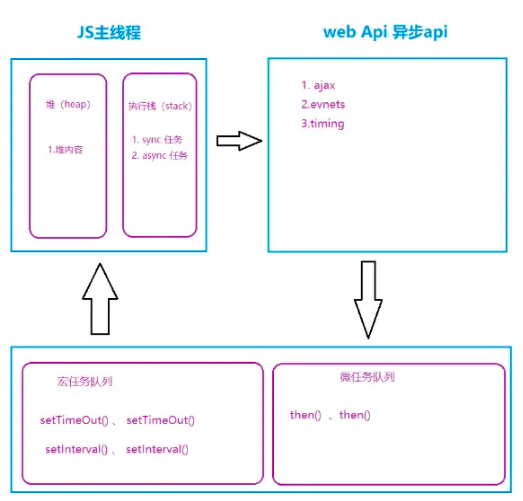 JS主线程
web Api 异步api
堆（heap）
1.堆内容
执行栈（stack）
1. sync 任务
2. async 任务
1. ajax
2.evnets
3.timing
宏任务队列
setTimeOut() 、 setTimeOut()
setInterval() 、 setInterval()
微任务队列
then() 、then()